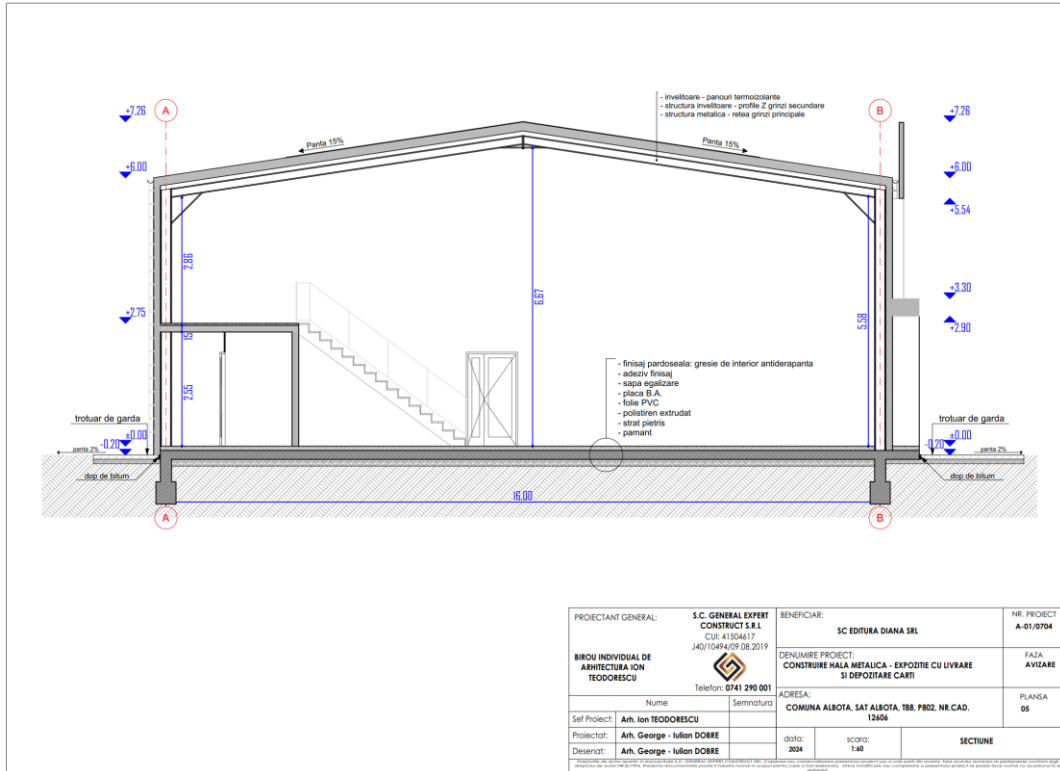 - invelitoare - panouri termoizolante
- structura invelitoare - profile Z grinzi secundare
- structura metalica - retea grinzi principale
+7.26
A
B
+7.26
Panta 15%
Panta 15%
+6.00
+6.00
+5,54
2.86
6.67
5.58
+3.30
+2.75
+2.90
15
2.55
- finisaj pardoseala: gresie de interior antiderapanta
- adeziv finisaj
- sapa egalizare
- placa B.A.
- folie PVC
- polistiren extrudat
- strat pietris
- pamant
trotuar de garda
trotuar de garda
±0.00
±0.00
-0.20
-0.20
panta 2%
panta 2%
dop de bitum
dop de bitum
16.00
A
B
PROIECTANT GENERAL:
S.C. GENERAL EXPERT
CONSTRUCT S.R.L
CUI: 41504617
J40/10494/09.08.2019
BIROU INDIVIDUAL DE
ARHITECTURA ION
TEODORESCU
Telefon: 0741 290 001
BENEFICIAR:
SC EDITURA DIANA SRL
NR. PROIECT
A-01/0704
DENUMIRE PROIECT:
CONSTRUIRE HALA METALICA - EXPOZITIE CU LIVRARE
SI DEPOZITARE CARTI
FAZA
AVIZARE
ADRESA:
COMUNA ALBOTA, SAT ALBOTA, T88, P802, NR.CAD.
12606
PLANSA
05
Nume
Semnatura
Sef Proiect: Arh. Ion TEODORESCU
Proiectat: Arh. George - Iulian DOBRE
Desenat: Arh. George - Iulian DOBRE
data:
2024
scara:
1:60
SECTIUNE